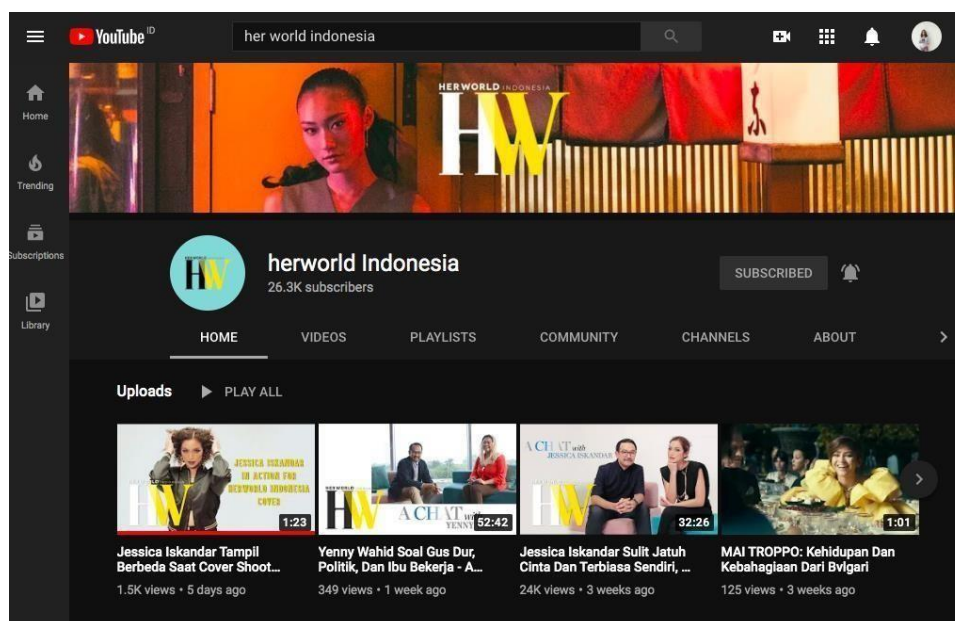 YouTube ID
her world indonesia
Home
Trending
Subscriptions
Library
HERWORLD INDONESIA
HW
HW
herworld Indonesia
26.3K subscribers
SUBSCRIBED
HOME VIDEOS PLAYLISTS COMMUNITY CHANNELS ABOUT
Uploads PLAY ALL
JESSICA ISKANDAR
IN ACTION FOR
HERWORLD INDONESIA
COVER
HW
1:23
HW
A CHAT with
YENNY
52:42
A CHAT with
JESSICA ISKANDAR
HW
32:26
1:01
Jessica Iskandar Tampil
Berbeda Saat Cover Shoot...
1.5K views • 5 days ago
Yenny Wahid Soal Gus Dur,
Politik, Dan Ibu Bekerja - A...
349 views • 1 week ago
Jessica Iskandar Sulit Jatuh
Cinta Dan Terbiasa Sendiri, ...
24K views • 3 weeks ago
MAI TROPPO: Kehidupan Dan
Kebahagiaan Dari Bvlgari
125 views • 3 weeks ago